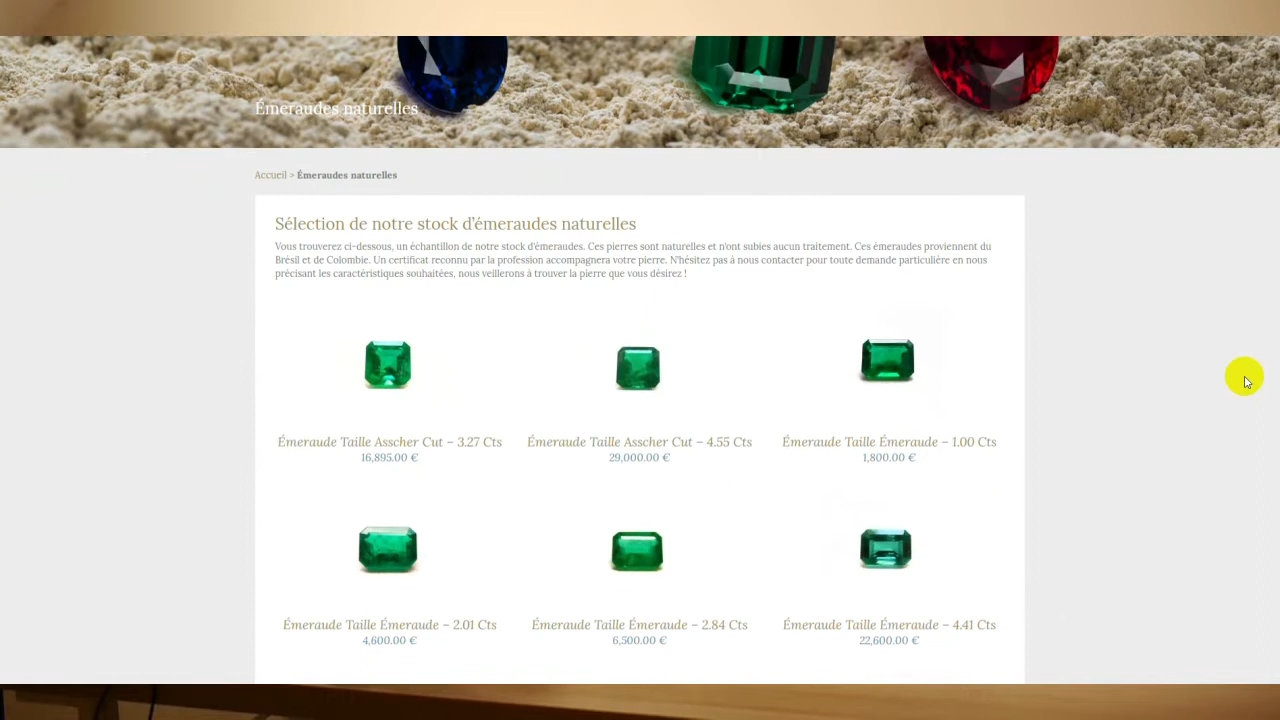 Émeraudes naturelles
Accueil > Émeraudes naturelles
Sélection de notre stock d'émeraudes naturelles
Vous trouverez ci-dessous, un échantillon de notre stock d'émeraudes. Ces pierres sont naturelles et n'ont subies aucun traitement. Ces émeraudes proviennent du
Brésil et de Colombie. Un certificat reconnu par la profession accompagnera votre pierre. N'hésitez pas à nous contacter pour toute demande particulière en nous
précisant les caractéristiques souhaitées, nous veillerons à trouver la pierre que vous désirez !
Émeraude Taille Asscher Cut – 3.27 Cts
16,895.00 €
Émeraude Taille Asscher Cut – 4.55 Cts
29,000.00 €
Émeraude Taille Émeraude – 1.00 Cts
1,800.00 €
Émeraude Taille Émeraude – 2.01 Cts
4,600.00 €
Émeraude Taille Émeraude – 2.84 Cts
6,500.00 €
Émeraude Taille Émeraude – 4.41 Cts
22,600.00 €